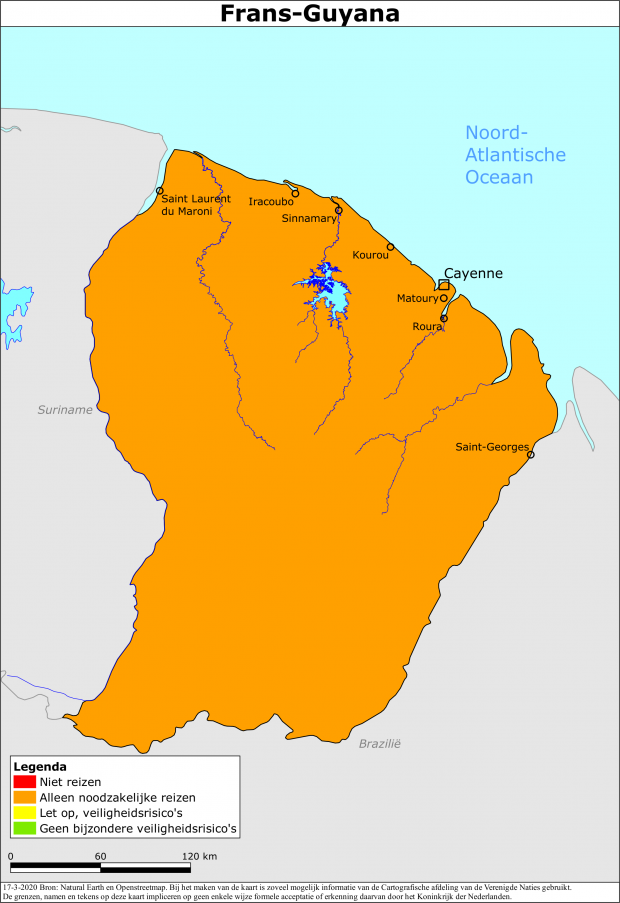 Frans-Guyana
Noord-
Atlantische
Oceaan
Saint Laurent
du Maroni
Iracoubo
Sinnamary
Kourou
Cayenne
Matoury
Roura
Suriname
Saint-Georges
Brazilië
Legenda
Niet reizen
Alleen noodzakelijke reizen
Let op, veiligheidsrisico's
Geen bijzondere veiligheidsrisico's
0 60 120 km
17-3-2020 Bron: Natural Earth en Openstreetmap. Bij het maken van de kaart is zoveel mogelijk informatie van de Cartografische afdeling van de Verenigde Naties gebruikt.
De grenzen, namen en tekens op deze kaart impliceren op geen enkele wijze formele acceptatie of erkenning daarvan door het Koninkrijk der Nederlanden.